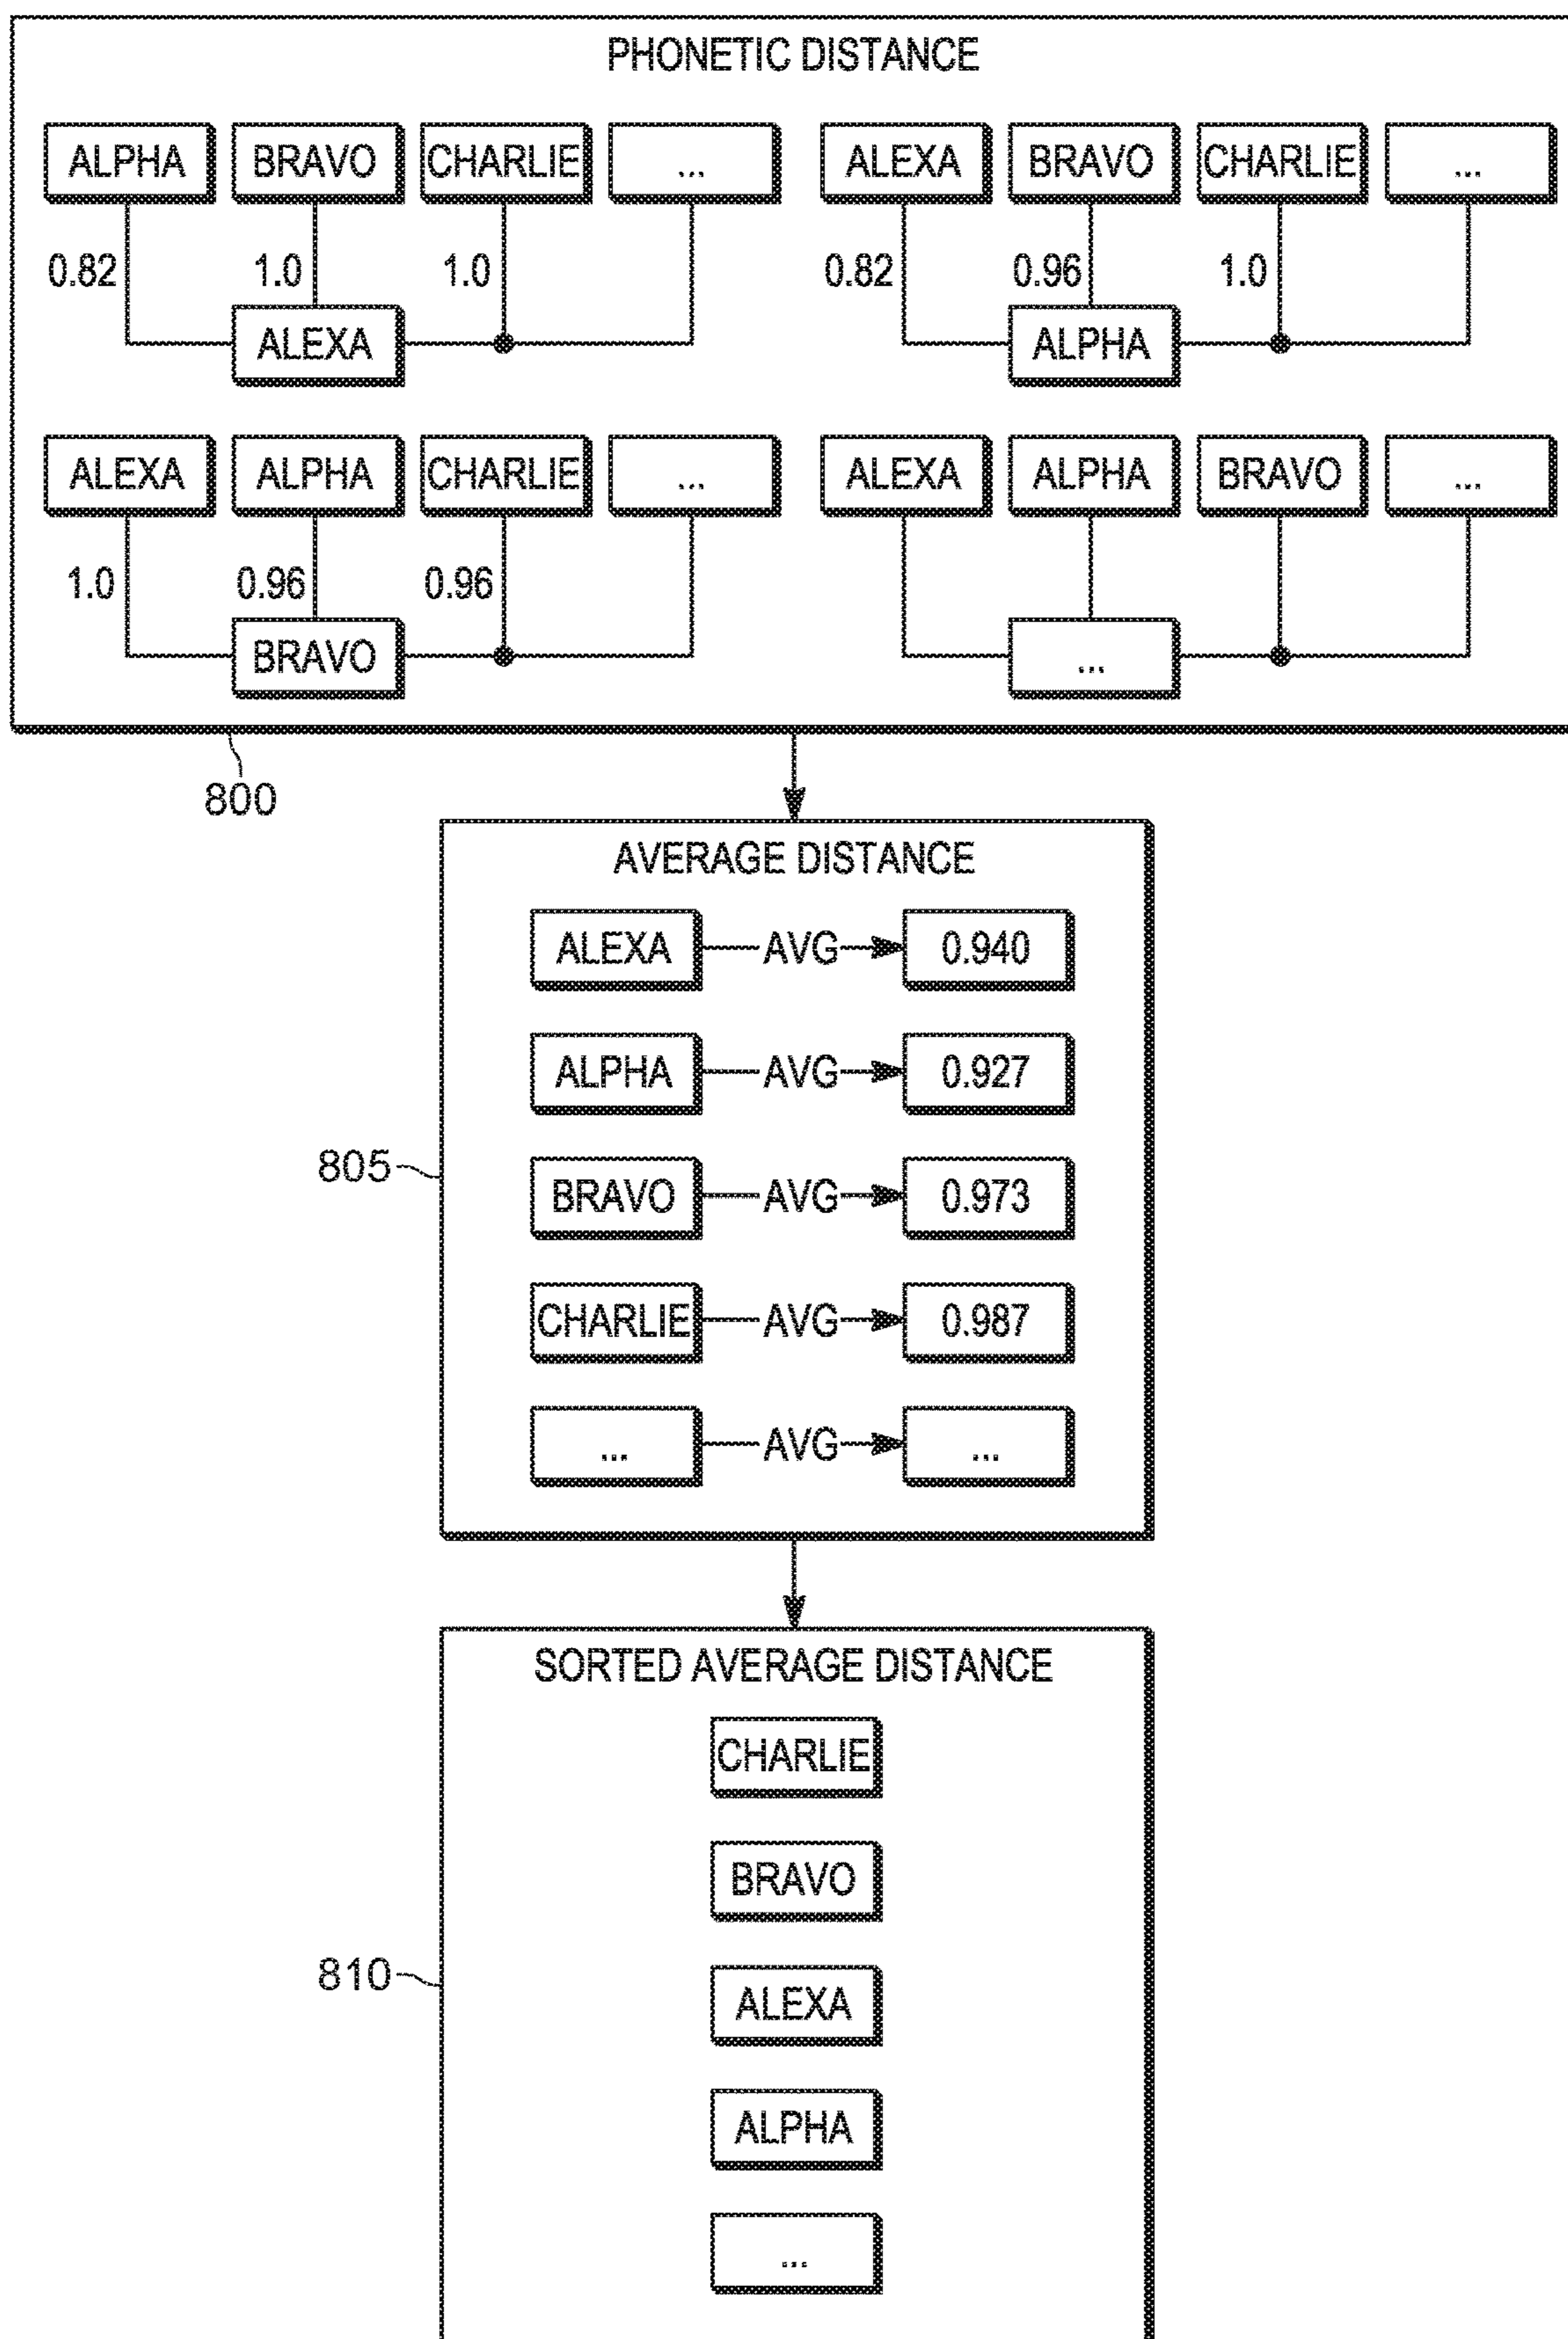 PHONETIC DISTANCE
ALPHA BRAVO CHARLIE ... ALEXA BRAVO CHARLIE ...
0.82 1.0 1.0 0.82 0.96 1.0
ALEXA ALPHA
ALEXA ALPHA CHARLIE ... ALEXA ALPHA BRAVO ...
1.0 0.96 0.96
BRAVO ...
800
AVERAGE DISTANCE
ALEXA AVG 0.940
ALPHA AVG 0.927
805
BRAVO AVG 0.973
CHARLIE AVG 0.987
... AVG ...
SORTED AVERAGE DISTANCE
CHARLIE
BRAVO
810
ALEXA
ALPHA
...